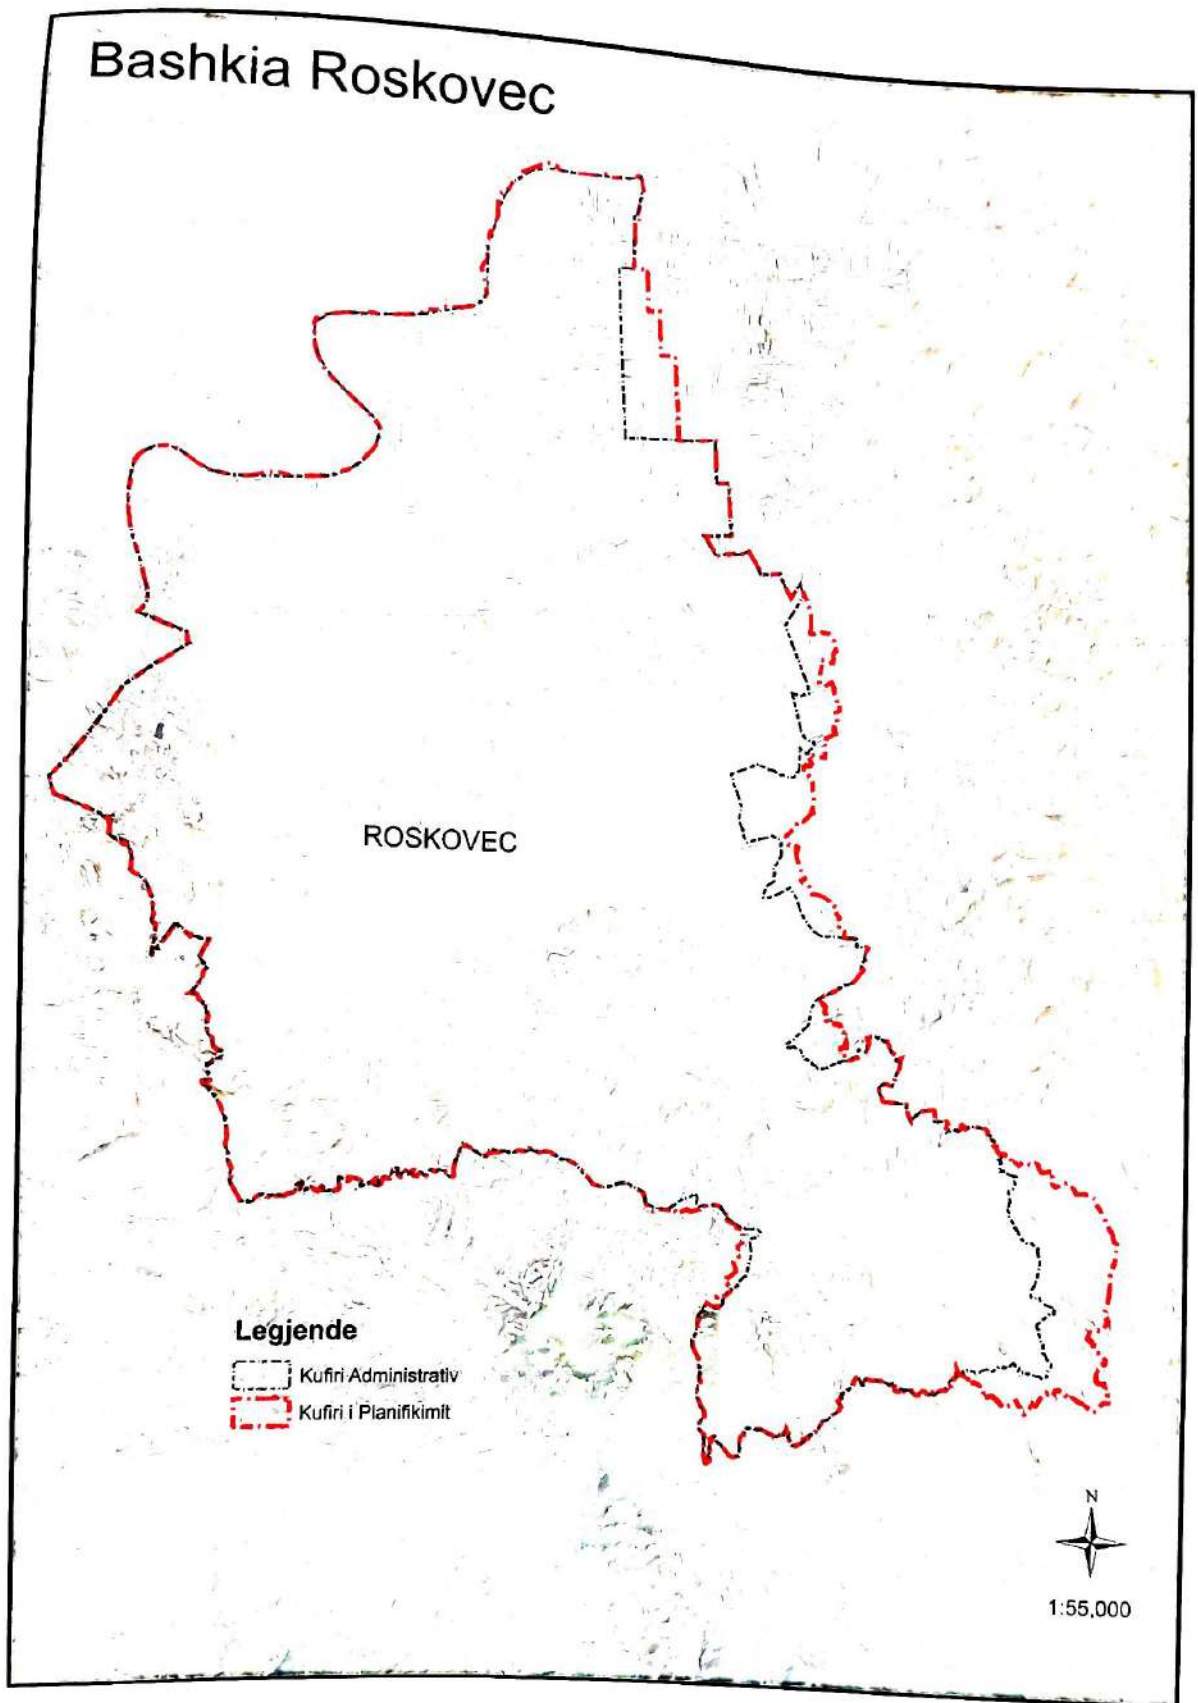 Bashkia Roskovec
ROSKOVEC
Legjende
Kufiri Administrativ
Kufiri i Planifikimit
N
1:55,000